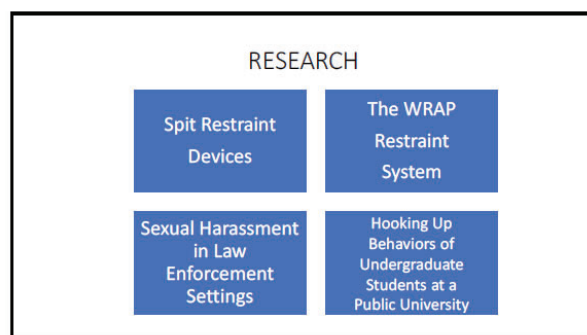 RESEARCH
Spit Restraint
Devices
The WRAP
Restraint
System
Sexual Harassment
in Law
Enforcement
Settings
Hooking Up
Behaviors of
Undergraduate
Students at a
Public University